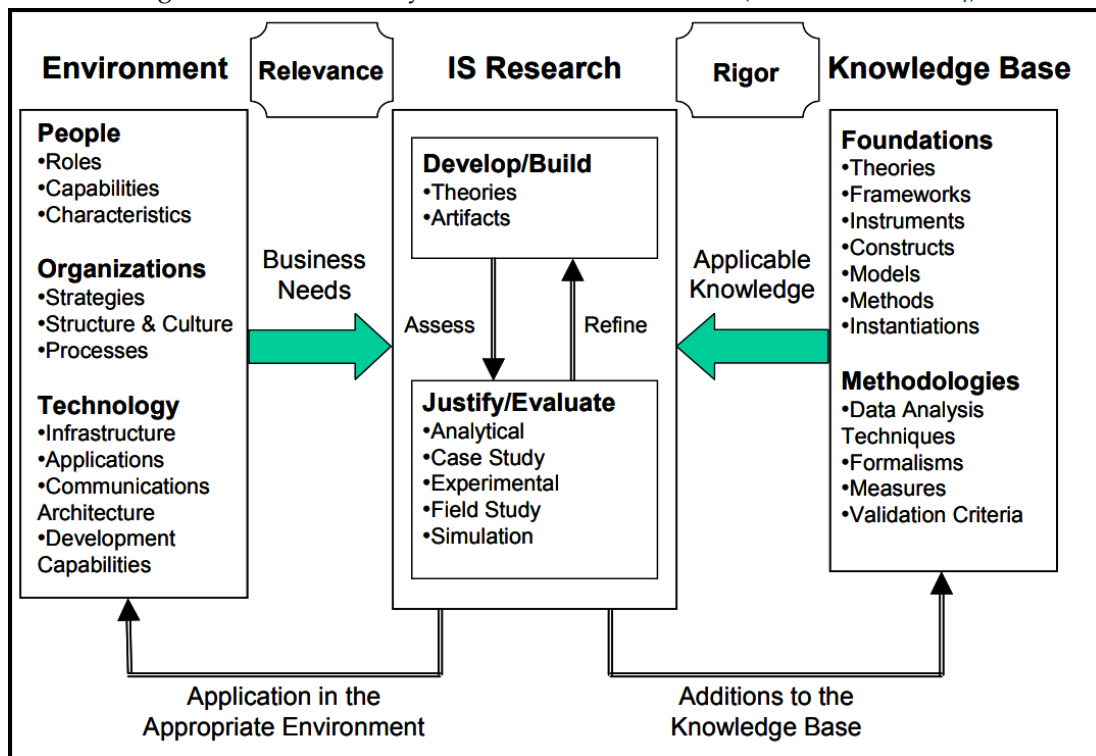 Environment
Relevance
IS Research
Rigor
Knowledge Base
People
•Roles
•Capabilities
•Characteristics
Organizations
•Strategies
•Structure & Culture
•Processes
Technology
•Infrastructure
•Applications
•Communications
Architecture
•Development
Capabilities
Business
Needs
Develop/Build
•Theories
•Artifacts
Assess
Refine
Justify/Evaluate
•Analytical
•Case Study
•Experimental
•Field Study
•Simulation
Applicable
Knowledge
Foundations
•Theories
•Frameworks
•Instruments
•Constructs
•Models
•Methods
•Instantiations
Methodologies
•Data Analysis
Techniques
•Formalisms
•Measures
•Validation Criteria
Application in the
Appropriate Environment
Additions to the
Knowledge Base